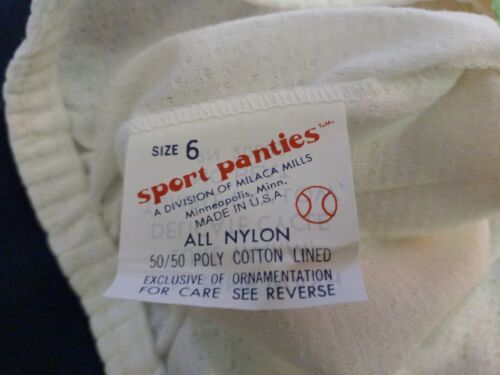 SIZE 6
sport panties T.M.
A DIVISION OF MILACA MILLS
Minneapolis, Minn.
MADE IN U.S.A.
ALL NYLON
50/50 POLY COTTON LINED
EXCLUSIVE OF ORNAMENTATION
FOR CARE SEE REVERSE